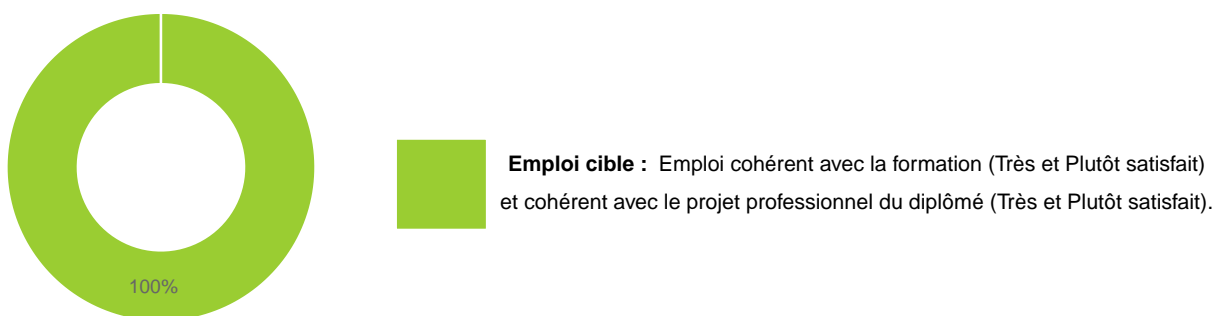 Emploi cible : Emploi cohérent avec la formation (Très et Plutôt satisfait)
et cohérent avec le projet professionnel du diplômé (Très et Plutôt satisfait).
100%